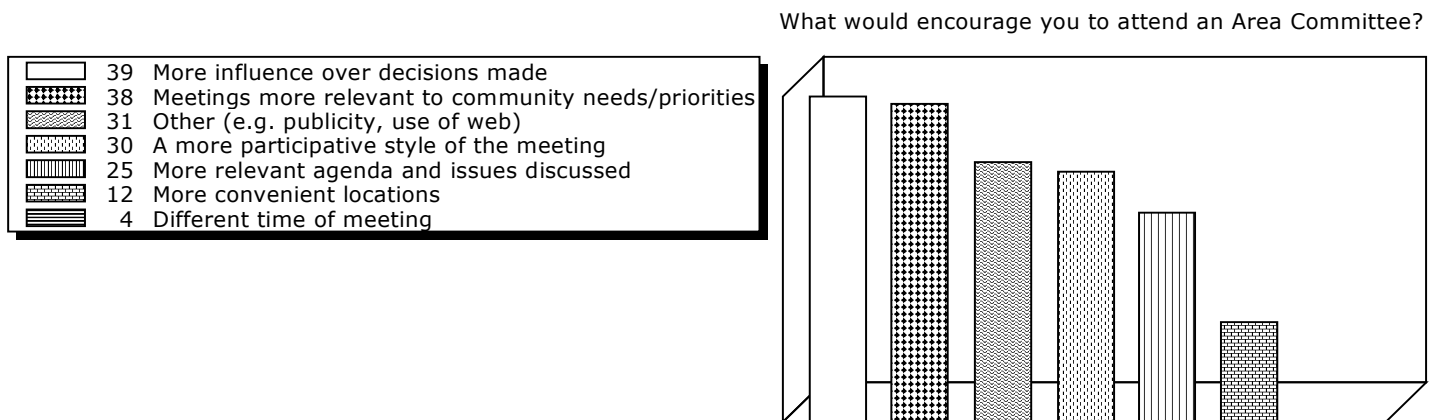 What would encourage you to attend an Area Committee?
39 More influence over decisions made
38 Meetings more relevant to community needs/priorities
31 Other (e.g. publicity, use of web)
30 A more participative style of the meeting
25 More relevant agenda and issues discussed
12 More convenient locations
4 Different time of meeting